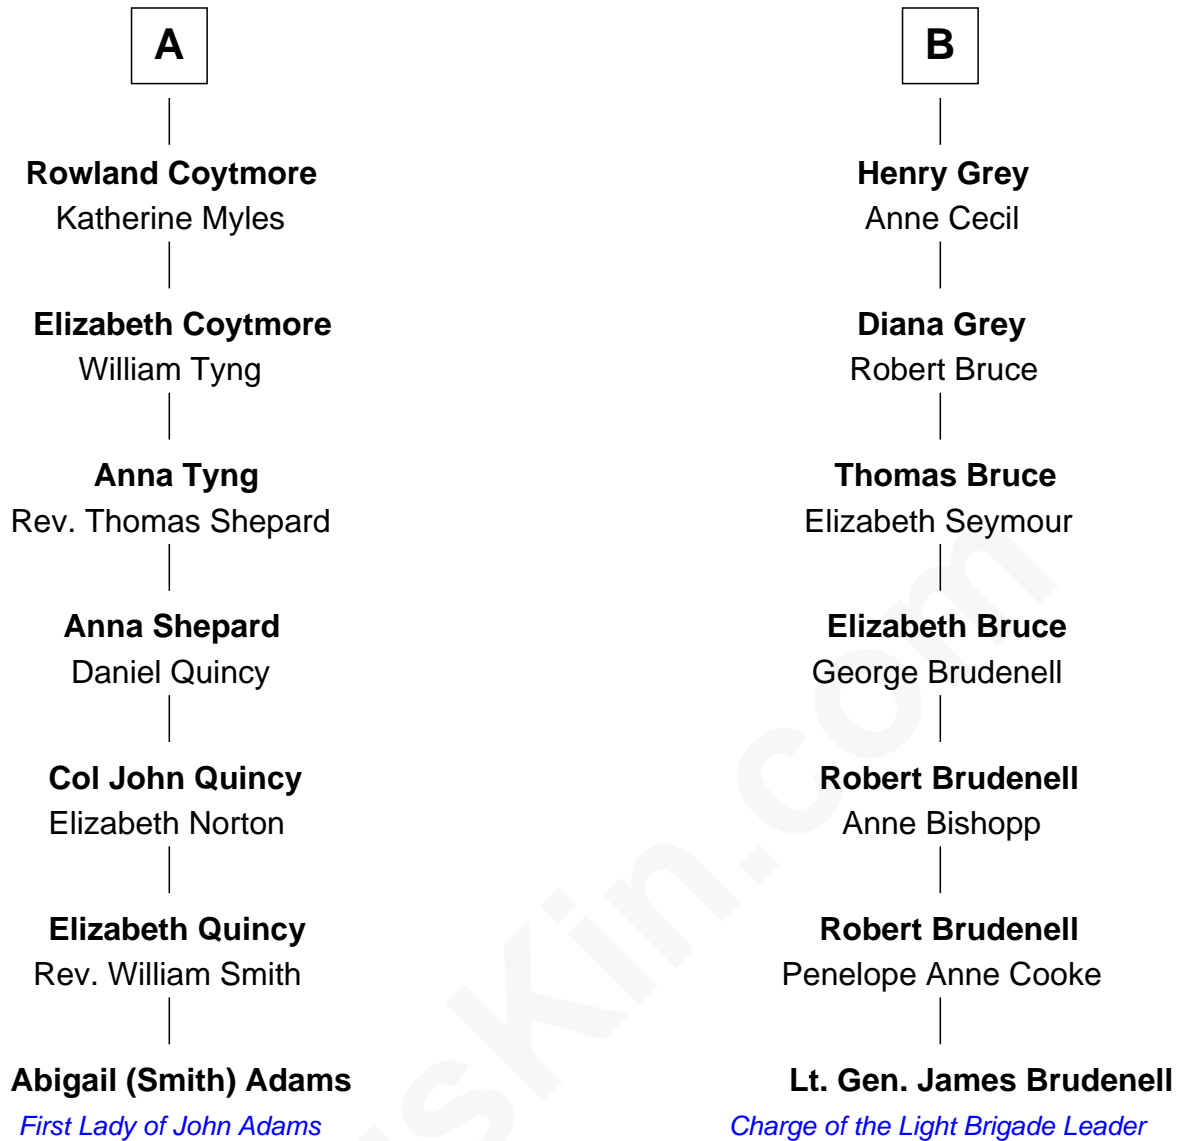 A
Rowland Coytmore
Katherine Myles
Elizabeth Coytmore
William Tyng
Anna Tyng
Rev. Thomas Shepard
Anna Shepard
Daniel Quincy
Col John Quincy
Elizabeth Norton
Elizabeth Quincy
Rev. William Smith
Abigail (Smith) Adams
First Lady of John Adams
B
Henry Grey
Anne Cecil
Diana Grey
Robert Bruce
Thomas Bruce
Elizabeth Seymour
Elizabeth Bruce
George Brudenell
Robert Brudenell
Anne Bishopp
Robert Brudenell
Penelope Anne Cooke
Lt. Gen. James Brudenell
Charge of the Light Brigade Leader